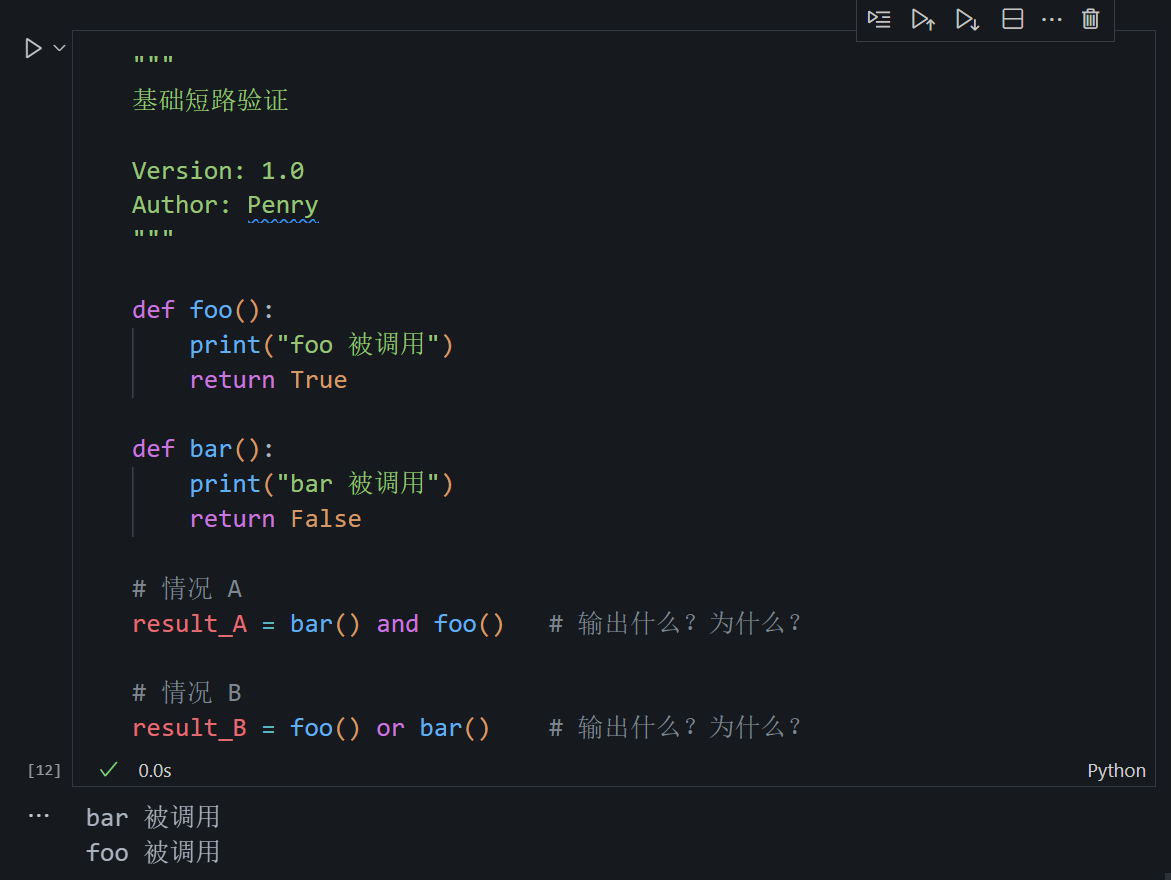 """
基础短路验证
Version: 1.0
Author: Penry
"""
def foo():
    print("foo 被调用")
    return True
def bar():
    print("bar 被调用")
    return False
# 情况 A
result_A = bar() and foo()   # 输出什么？为什么？
# 情况 B
result_B = foo() or bar()    # 输出什么？为什么？
[12] 0.0s Python
bar 被调用
foo 被调用